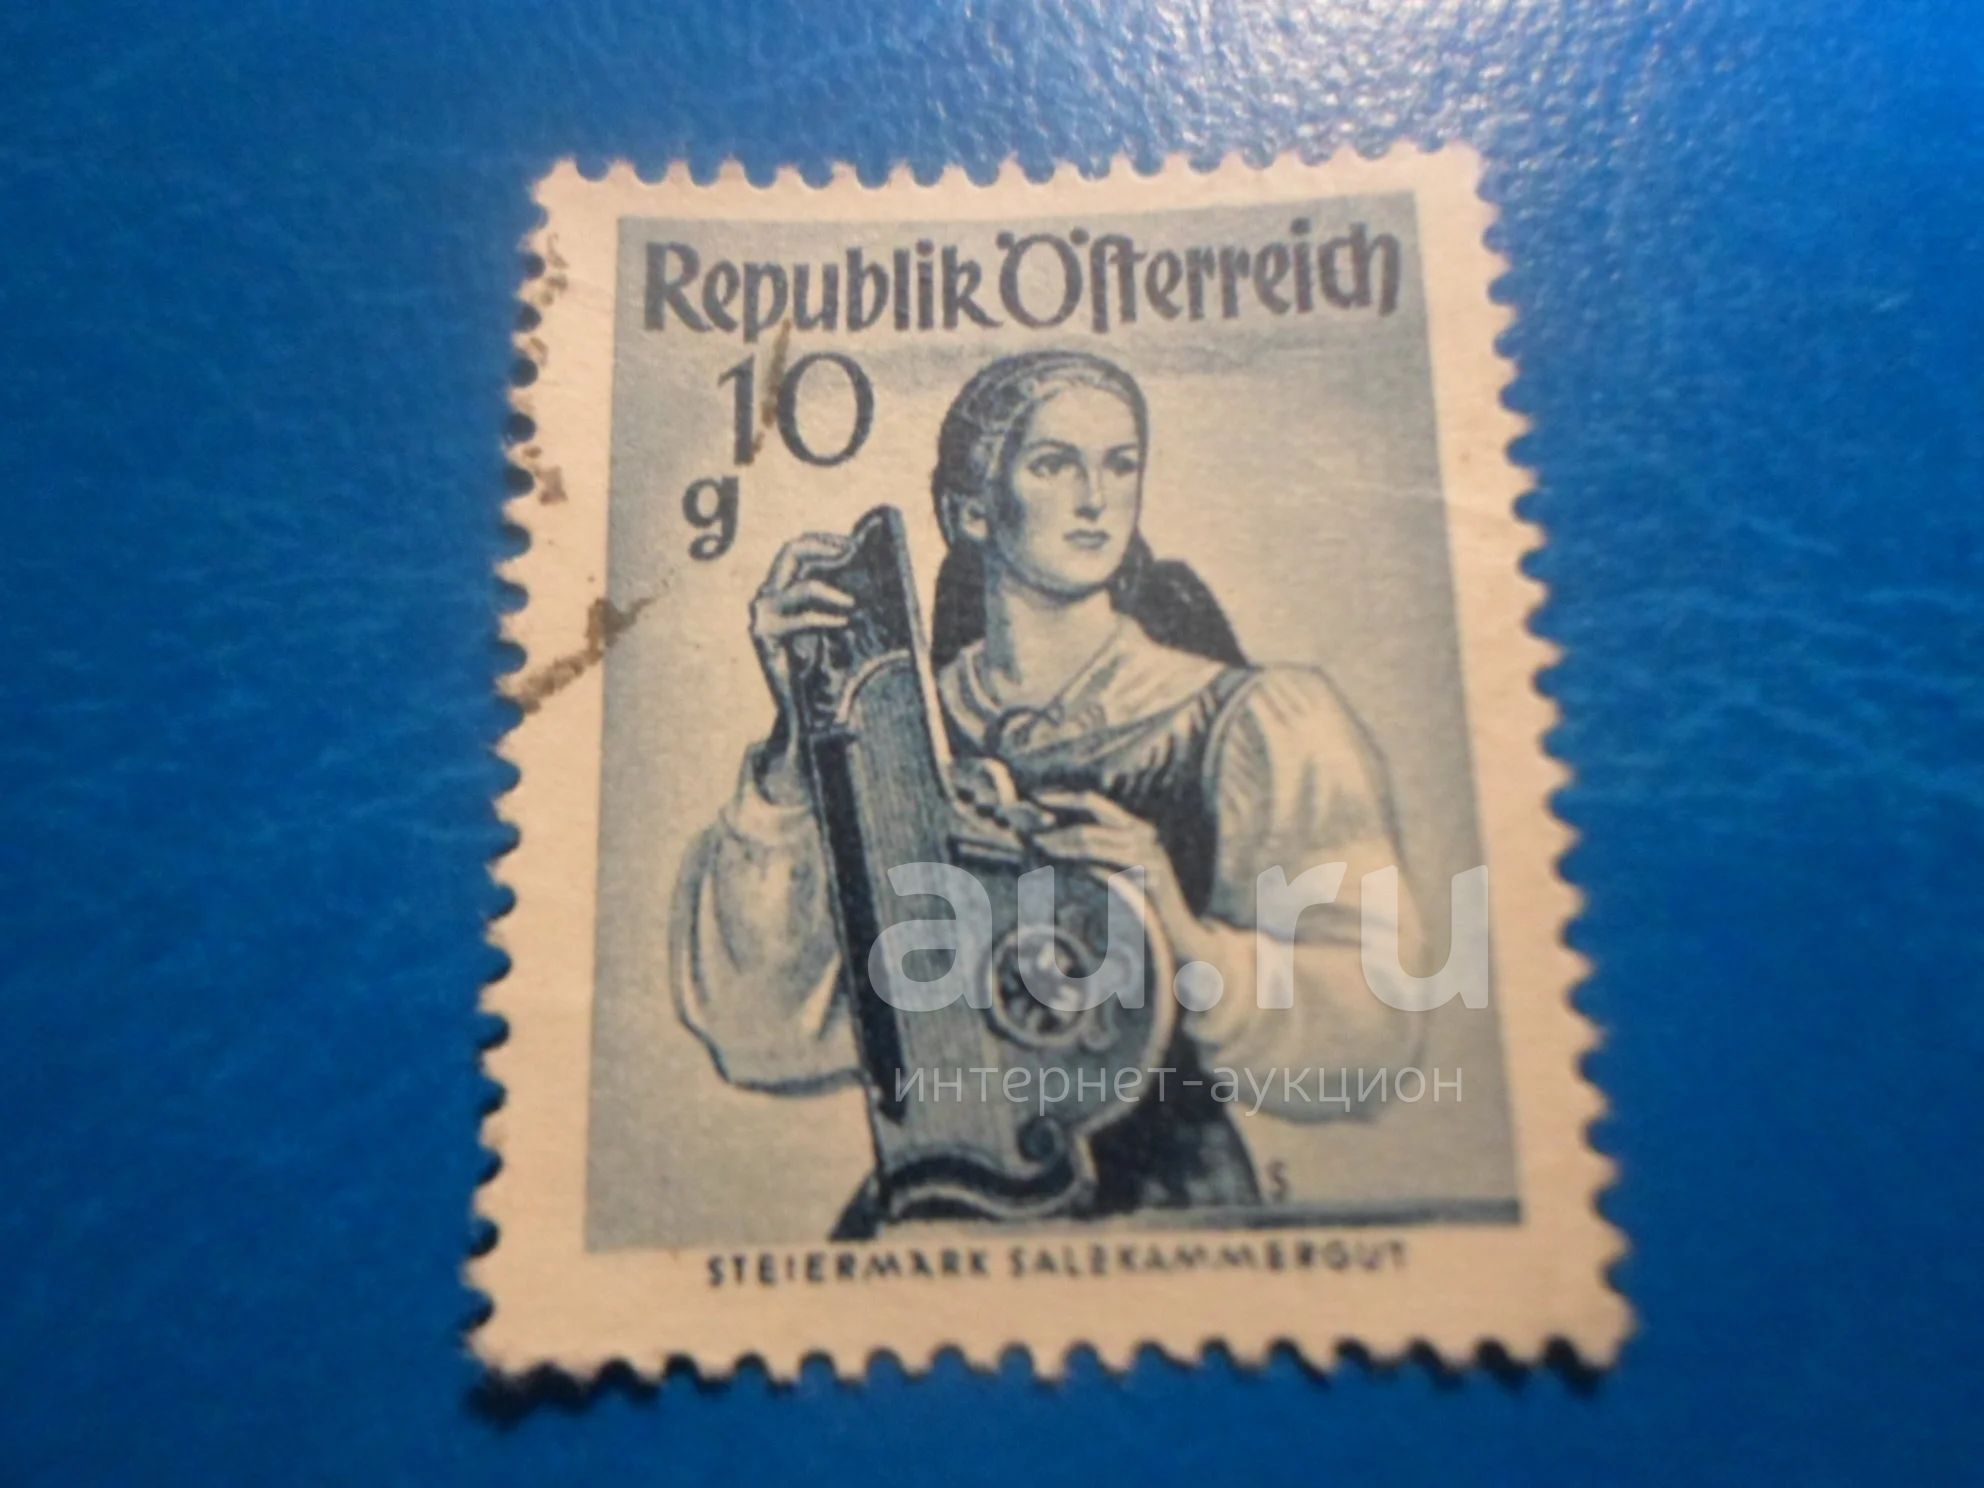 Republik Österreich
10
g
S
STEIERMARK SALZKAMMERGUT
au.ru
интернет-аукцион